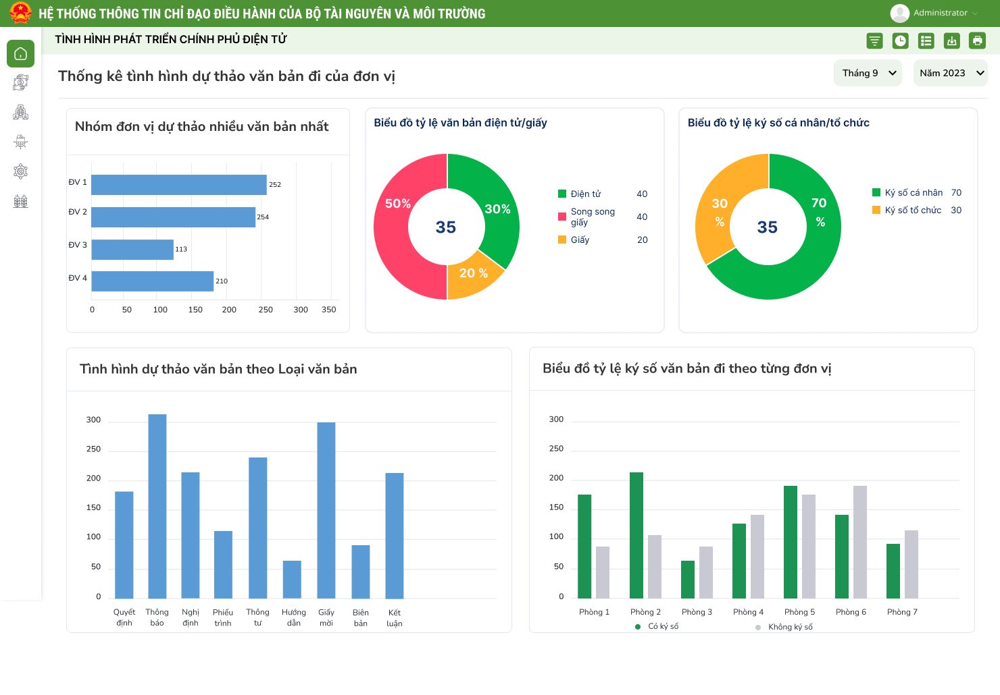 HỆ THỐNG THÔNG TIN CHỈ ĐẠO ĐIỀU HÀNH CỦA BỘ TÀI NGUYÊN VÀ MÔI TRƯỜNG
Administrator
TÌNH HÌNH PHÁT TRIỂN CHÍNH PHỦ ĐIỆN TỬ
Thống kê tình hình dự thảo văn bản đi của đơn vị
Tháng 9
Năm 2023
Nhóm đơn vị dự thảo nhiều văn bản nhất
ĐV 1
252
ĐV 2
254
ĐV 3
113
ĐV 4
210
0 50 100 150 200 250 300 350
Biểu đồ tỷ lệ văn bản điện tử/giấy
50%
30%
35
20 %
Điện tử 40
Song song
giấy
40
Giấy 20
Biểu đồ tỷ lệ ký số cá nhân/tổ chức
30
%
70
%
35
Ký số cá nhân 70
Ký số tổ chức 30
Tình hình dự thảo văn bản theo Loại văn bản
300
250
200
150
100
50
0
Quyết
định
Thông
báo
Nghị
định
Phiếu
trình
Thông
tư
Hướng
dẫn
Giấy
mời
Biên
bản
Kết
luận
Biểu đồ tỷ lệ ký số văn bản đi theo từng đơn vị
300
250
200
150
100
50
0
Phòng 1 Phòng 2 Phòng 3 Phòng 4 Phòng 5 Phòng 6 Phòng 7
Có ký số
Không ký số